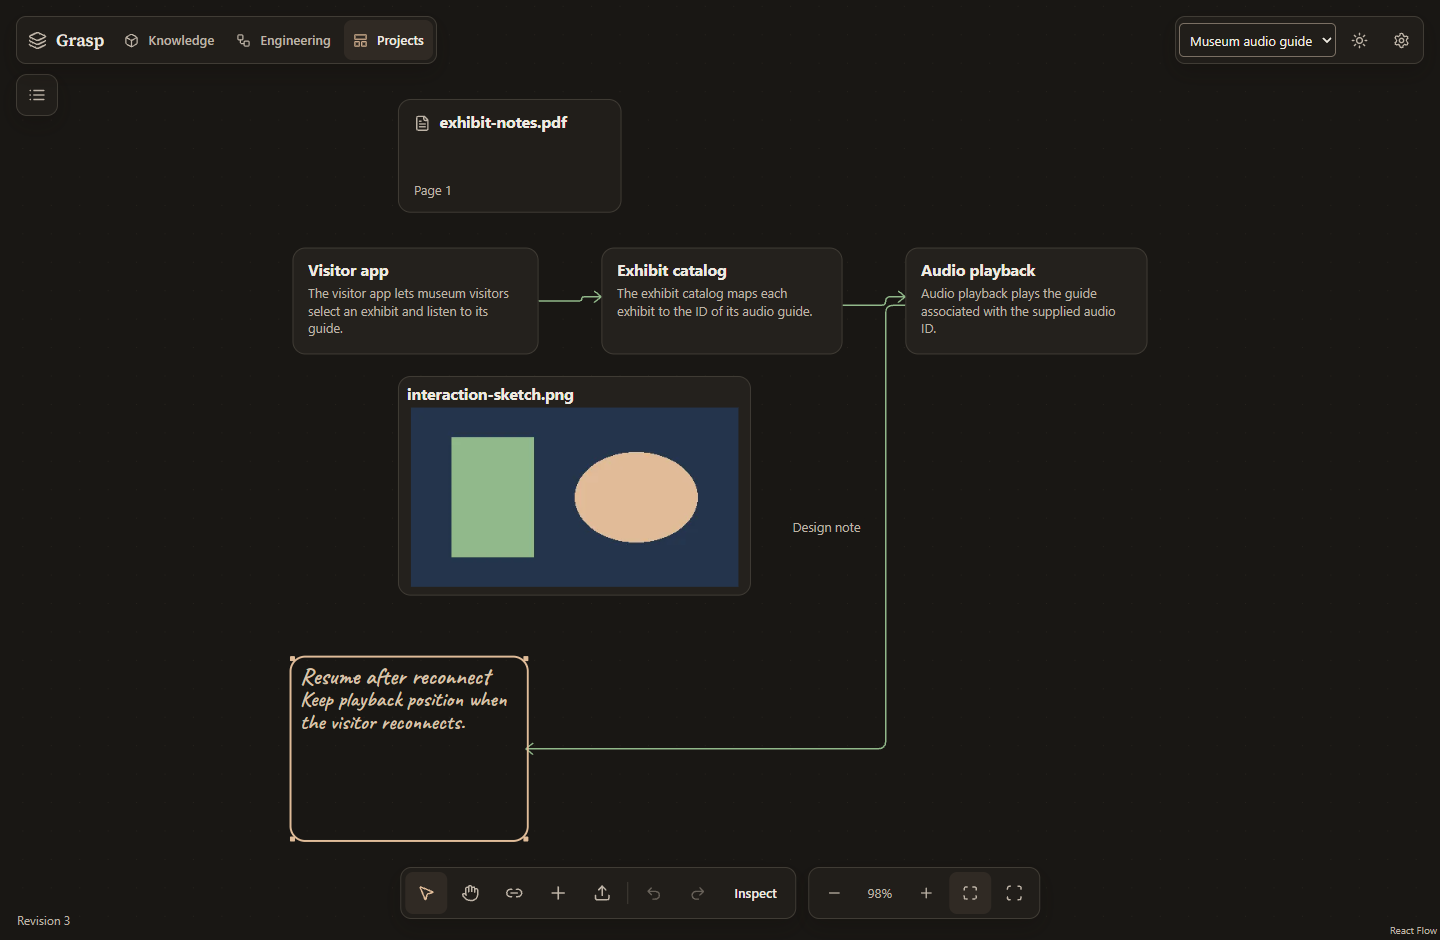 Grasp
Knowledge
Engineering
Projects
Museum audio guide
exhibit-notes.pdf
Page 1
Visitor app
The visitor app lets museum visitors
select an exhibit and listen to its
guide.
Exhibit catalog
The exhibit catalog maps each
exhibit to the ID of its audio guide.
Audio playback
Audio playback plays the guide
associated with the supplied audio
ID.
interaction-sketch.png
Design note
Resume after reconnect
Keep playback position when
the visitor reconnects.
Inspect
98%
Revision 3
React Flow